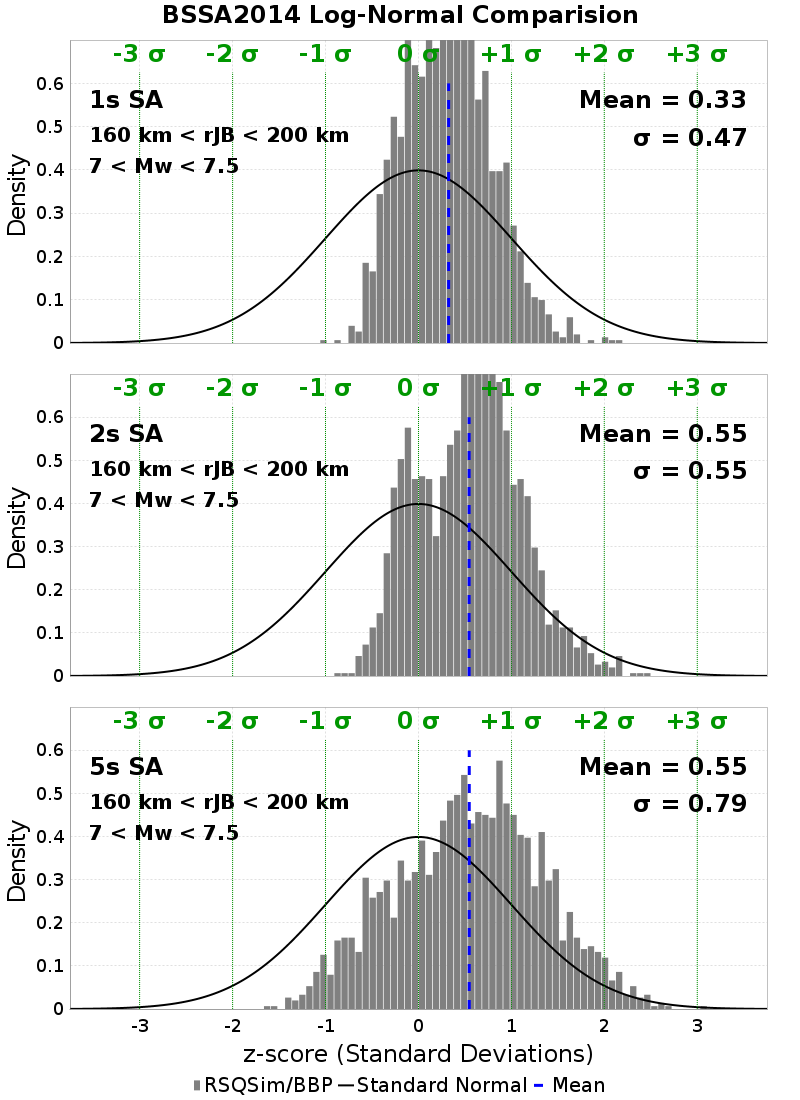 BSSA2014 Log-Normal Comparision
-3 σ -2 σ -1 σ 0 σ +1 σ +2 σ +3 σ
1s SA
Mean = 0.33
160 km < rJB < 200 km
σ = 0.47
7 < Mw < 7.5
Density
0.6
0.5
0.4
0.3
0.2
0.1
0
-3 σ -2 σ -1 σ 0 σ +1 σ +2 σ +3 σ
2s SA
Mean = 0.55
160 km < rJB < 200 km
σ = 0.55
7 < Mw < 7.5
Density
0.6
0.5
0.4
0.3
0.2
0.1
0
-3 σ -2 σ -1 σ 0 σ +1 σ +2 σ +3 σ
5s SA
Mean = 0.55
160 km < rJB < 200 km
σ = 0.79
7 < Mw < 7.5
Density
0.6
0.5
0.4
0.3
0.2
0.1
0
-3 -2 -1 0 1 2 3
z-score (Standard Deviations)
RSQSim/BBP Standard Normal Mean